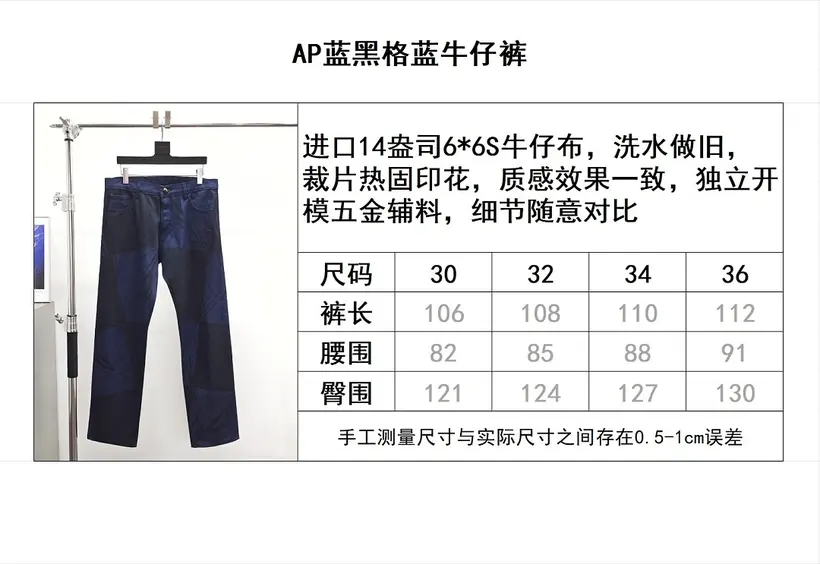 AP蓝黑格蓝牛仔裤
进口14盎司6*6S牛仔布，洗水做旧，
裁片热固印花，质感效果一致，独立开
模五金辅料，细节随意对比
尺码 30 32 34 36
裤长 106 108 110 112
腰围 82 85 88 91
臀围 121 124 127 130
手工测量尺寸与实际尺寸之间存在0.5-1cm误差